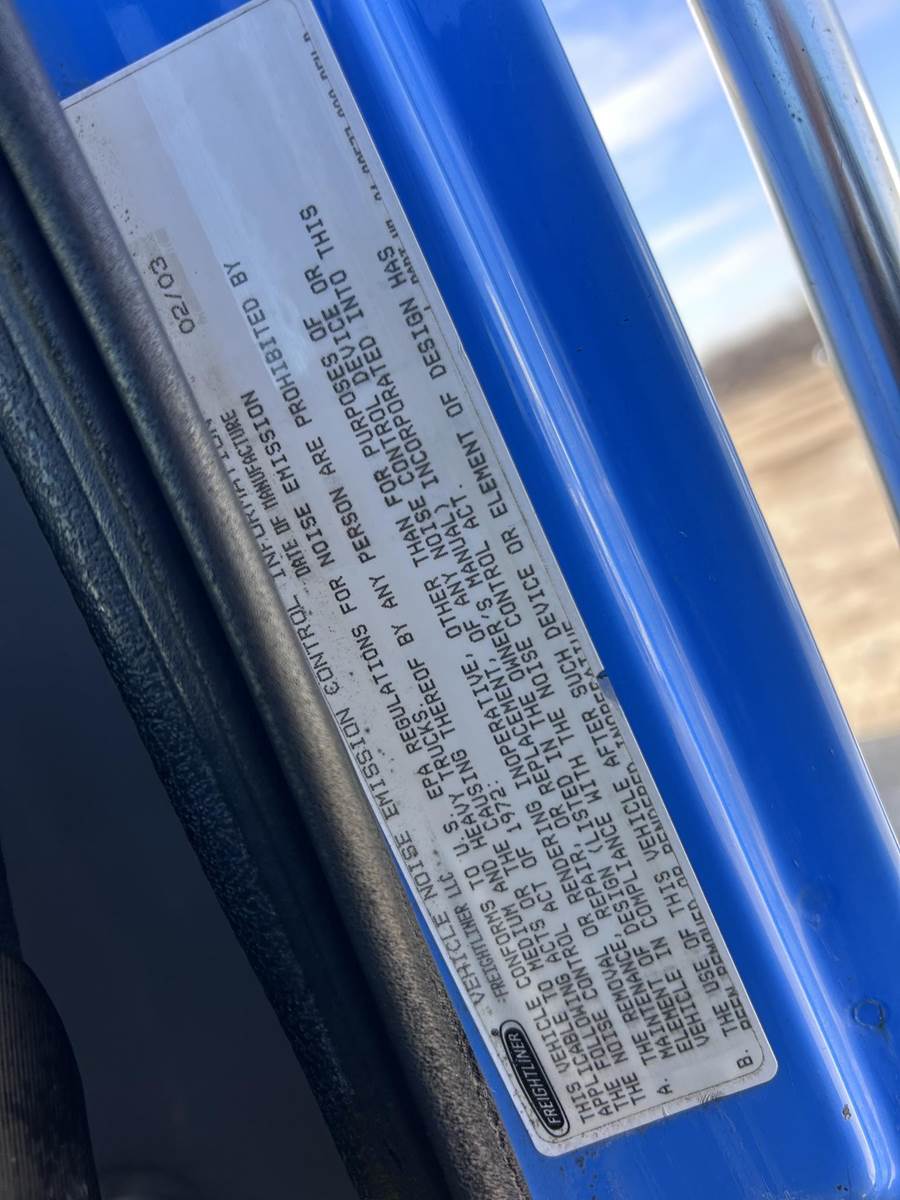 FREIGHTLINER
VEHICLE NOISE EMISSION CONTROL INFORMATION
FREIGHTLINER LLC. DATE OF MANUFACTURE 02/03
THIS VEHICLE CONFORMS TO U.S. EPA REGULATIONS FOR NOISE EMISSION
APPLICABLE TO MEDIUM AND HEAVY TRUCKS.
THE FOLLOWING ACTS OR THE CAUSING THEREOF BY ANY PERSON ARE PROHIBITED BY
THE NOISE CONTROL ACT OF 1972.
A. THE REMOVAL OR RENDERING INOPERATIVE, OTHER THAN FOR PURPOSES OF
MAINTENANCE, REPAIR, OR REPLACEMENT, OF ANY NOISE CONTROL DEVICE OR
ELEMENT OF DESIGN (LISTED IN THE OWNER'S MANUAL) INCORPORATED INTO THIS
VEHICLE IN COMPLIANCE WITH THE NOISE CONTROL ACT.
B. THE USE OF THIS VEHICLE AFTER SUCH DEVICE OR ELEMENT OF DESIGN HAS
BEEN REMOVED OR RENDERED INOPERATIVE.